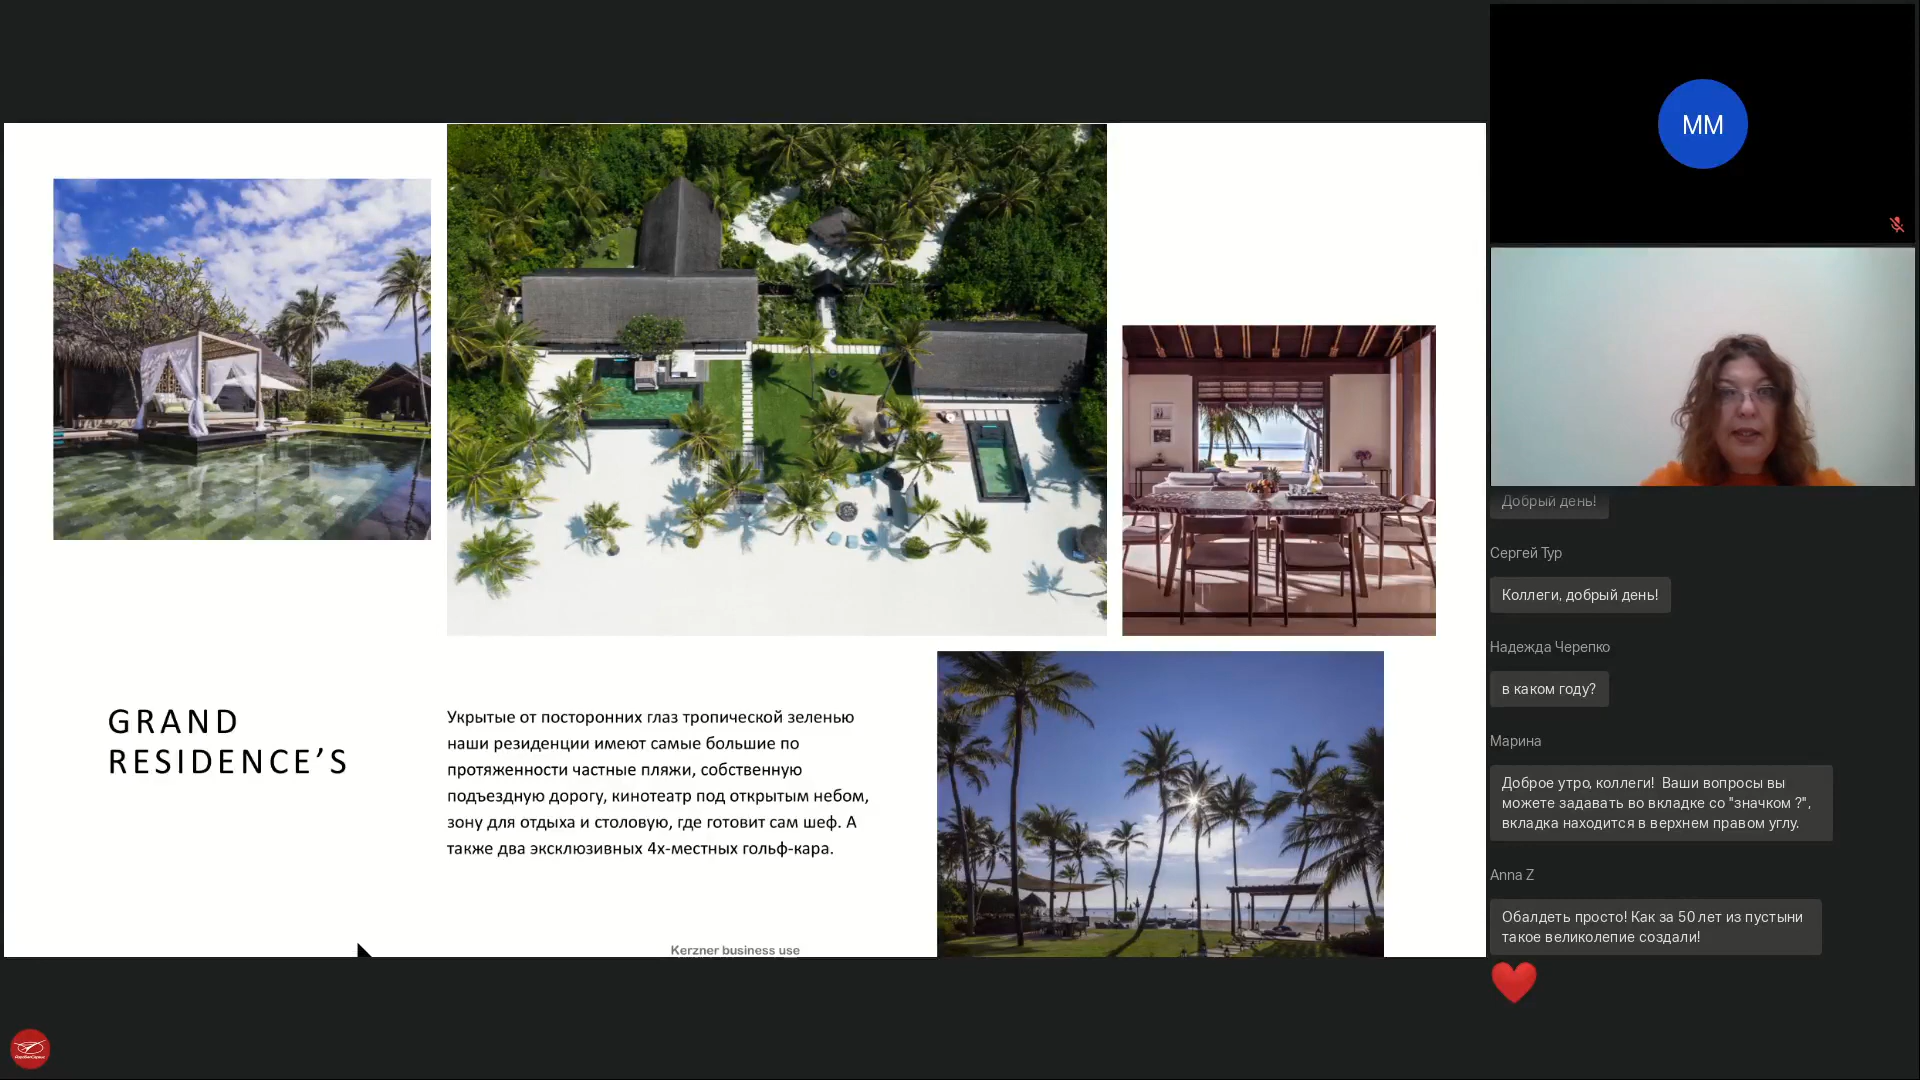 GRAND
RESIDENCE’S
Укрытые от посторонних глаз тропической зеленью
наши резиденции имеют самые большие по
протяженности частные пляжи, собственную
подъездную дорогу, кинотеатр под открытым небом,
зону для отдыха и столовую, где готовит сам шеф. А
также два эксклюзивных 4х-местных гольф-кара.
Kerzner business use
MM
Добрый день!
Сергей Тур
Коллеги, добрый день!
Надежда Черепко
в каком году?
Марина
Доброе утро, коллеги! Ваши вопросы вы
можете задавать во вкладке со "значком ?",
вкладка находится в верхнем правом углу.
Anna Z
Обалдеть просто! Как за 50 лет из пустыни
такое великолепие создали!